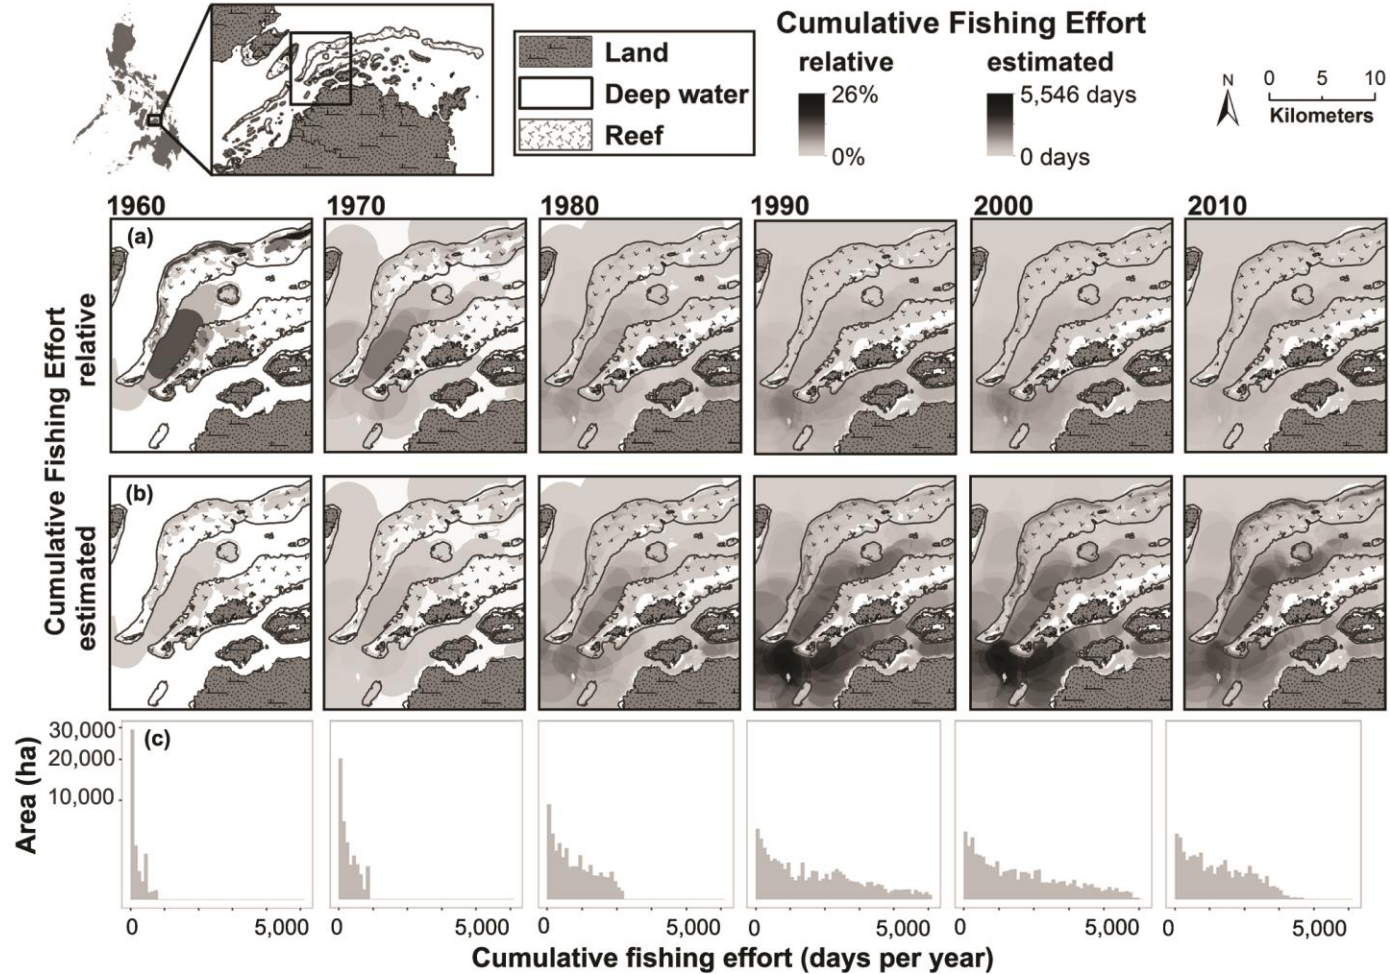 Land
Deep water
Reef
Cumulative Fishing Effort
relative
26%
0%
estimated
5,546 days
0 days
N
0 5 10
Kilometers
1960 1970 1980 1990 2000 2010
(a)
Cumulative Fishing Effort
relative
(b)
Cumulative Fishing Effort
estimated
(c)
Area (ha)
30,000
20,000
10,000
0 5,000 0 5,000 0 5,000 0 5,000 0 5,000 0 5,000
Cumulative fishing effort (days per year)